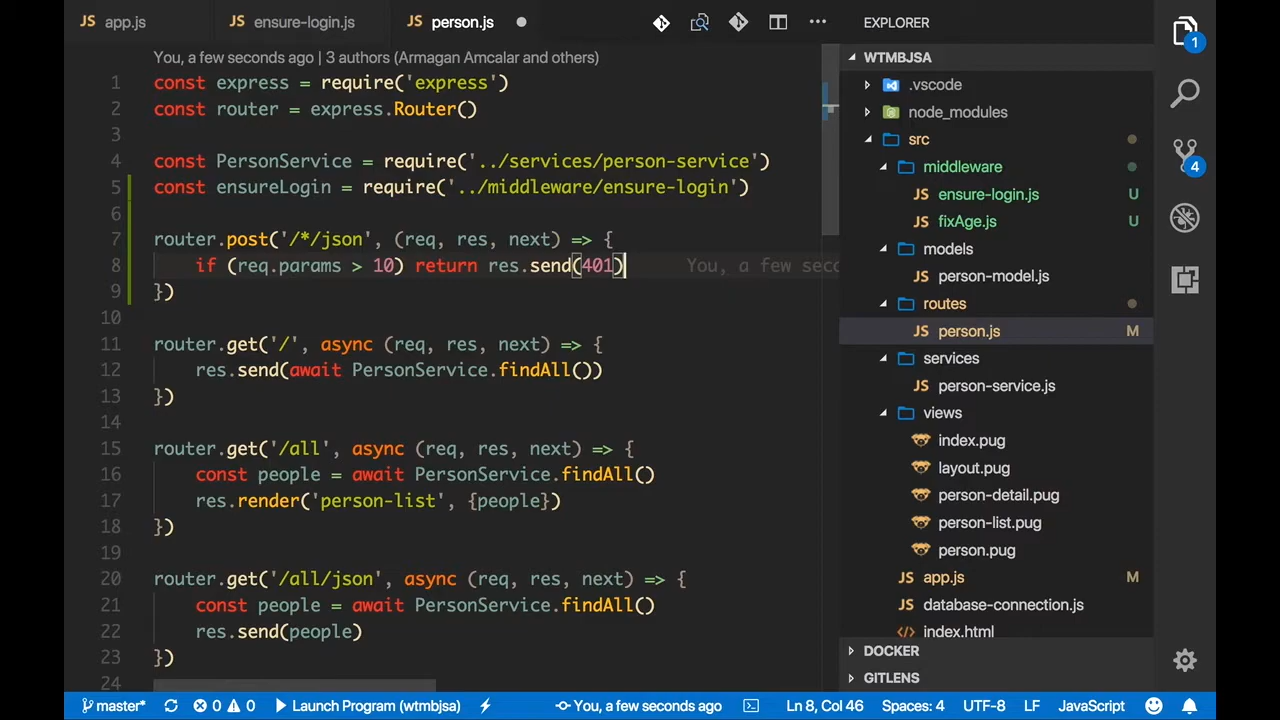 app.js
ensure-login.js
person.js
EXPLORER
You, a few seconds ago | 3 authors (Armagan Amcalar and others)
1 const express = require('express')
2 const router = express.Router()
3
4 const PersonService = require('../services/person-service')
5 const ensureLogin = require('../middleware/ensure-login')
6
7 router.post('/*/json', (req, res, next) => {
8 if (req.params > 10) return res.send(401) You, a few seco
9 })
10
11 router.get('/', async (req, res, next) => {
12 res.send(await PersonService.findAll())
13 })
14
15 router.get('/all', async (req, res, next) => {
16 const people = await PersonService.findAll()
17 res.render('person-list', {people})
18 })
19
20 router.get('/all/json', async (req, res, next) => {
21 const people = await PersonService.findAll()
22 res.send(people)
23 })
24
WTMBJSA
.vscode
node_modules
src
middleware
JS ensure-login.js U
JS fixAge.js U
models
JS person-model.js
routes
JS person.js M
services
JS person-service.js
views
index.pug
layout.pug
person-detail.pug
person-list.pug
person.pug
JS app.js M
JS database-connection.js
index.html
DOCKER
GITLENS
1
4
master* 0 0 Launch Program (wtmbjsa) You, a few seconds ago Ln 8, Col 46 Spaces: 4 UTF-8 LF JavaScript